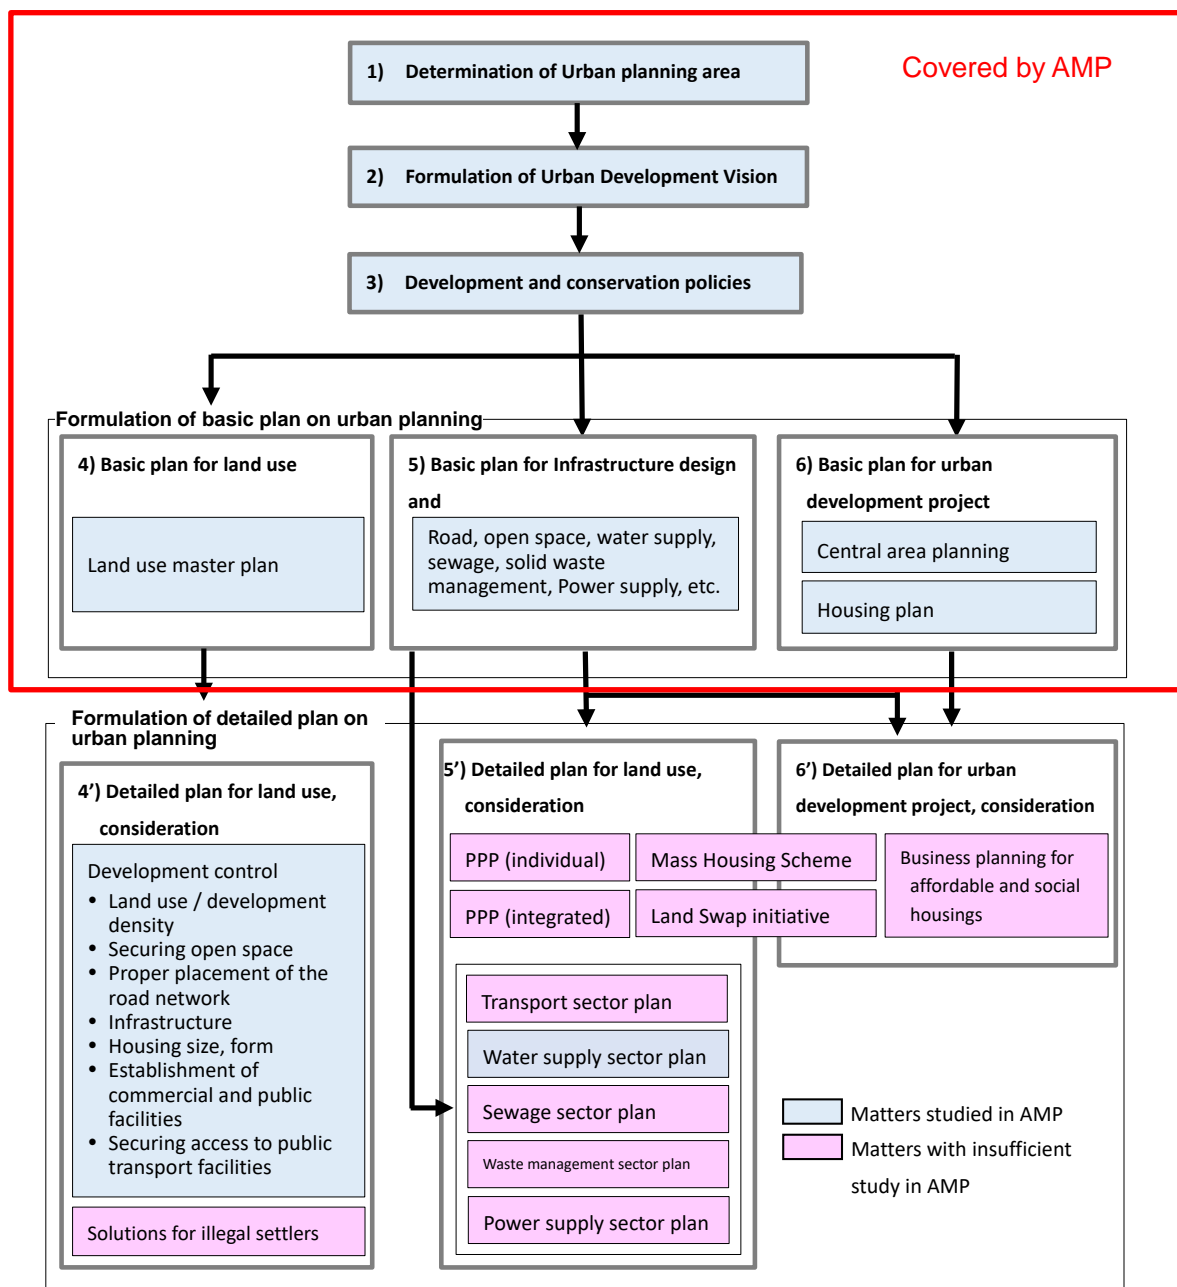 Covered by AMP
1) Determination of Urban planning area
2) Formulation of Urban Development Vision
3) Development and conservation policies
Formulation of basic plan on urban planning
4) Basic plan for land use
Land use master plan
5) Basic plan for Infrastructure design
and
Road, open space, water supply,
sewage, solid waste
management, Power supply, etc.
6) Basic plan for urban
development project
Central area planning
Housing plan
Formulation of detailed plan on
urban planning
4’) Detailed plan for land use,
consideration
Development control
• Land use / development
density
• Securing open space
• Proper placement of the
road network
• Infrastructure
• Housing size, form
• Establishment of
commercial and public
facilities
• Securing access to public
transport facilities
Solutions for illegal settlers
5’) Detailed plan for land use,
consideration
PPP (individual)
Mass Housing Scheme
PPP (integrated)
Land Swap initiative
Transport sector plan
Water supply sector plan
Sewage sector plan
Waste management sector plan
Power supply sector plan
6’) Detailed plan for urban
development project, consideration
Business planning for
affordable and social
housings
Matters studied in AMP
Matters with insufficient
study in AMP